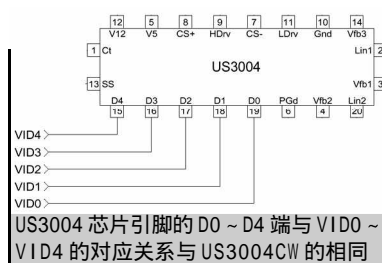 12 5 8 9 7 11 10 14
V12 V5 CS+ HDrv CS- LDrv Gnd Vfb3
1 Ct Lin1 2
US3004
13 SS Vfb1 3
D4 D3 D2 D1 D0 PGd Vfb2 Lin2
15 16 17 18 19 6 4 20
VID4
VID3
VID2
VID1
VID0
US3004 芯片引脚的 D0 ~ D4 端与 VID0 ~
VID4 的对应关系与 US3004CW 的相同